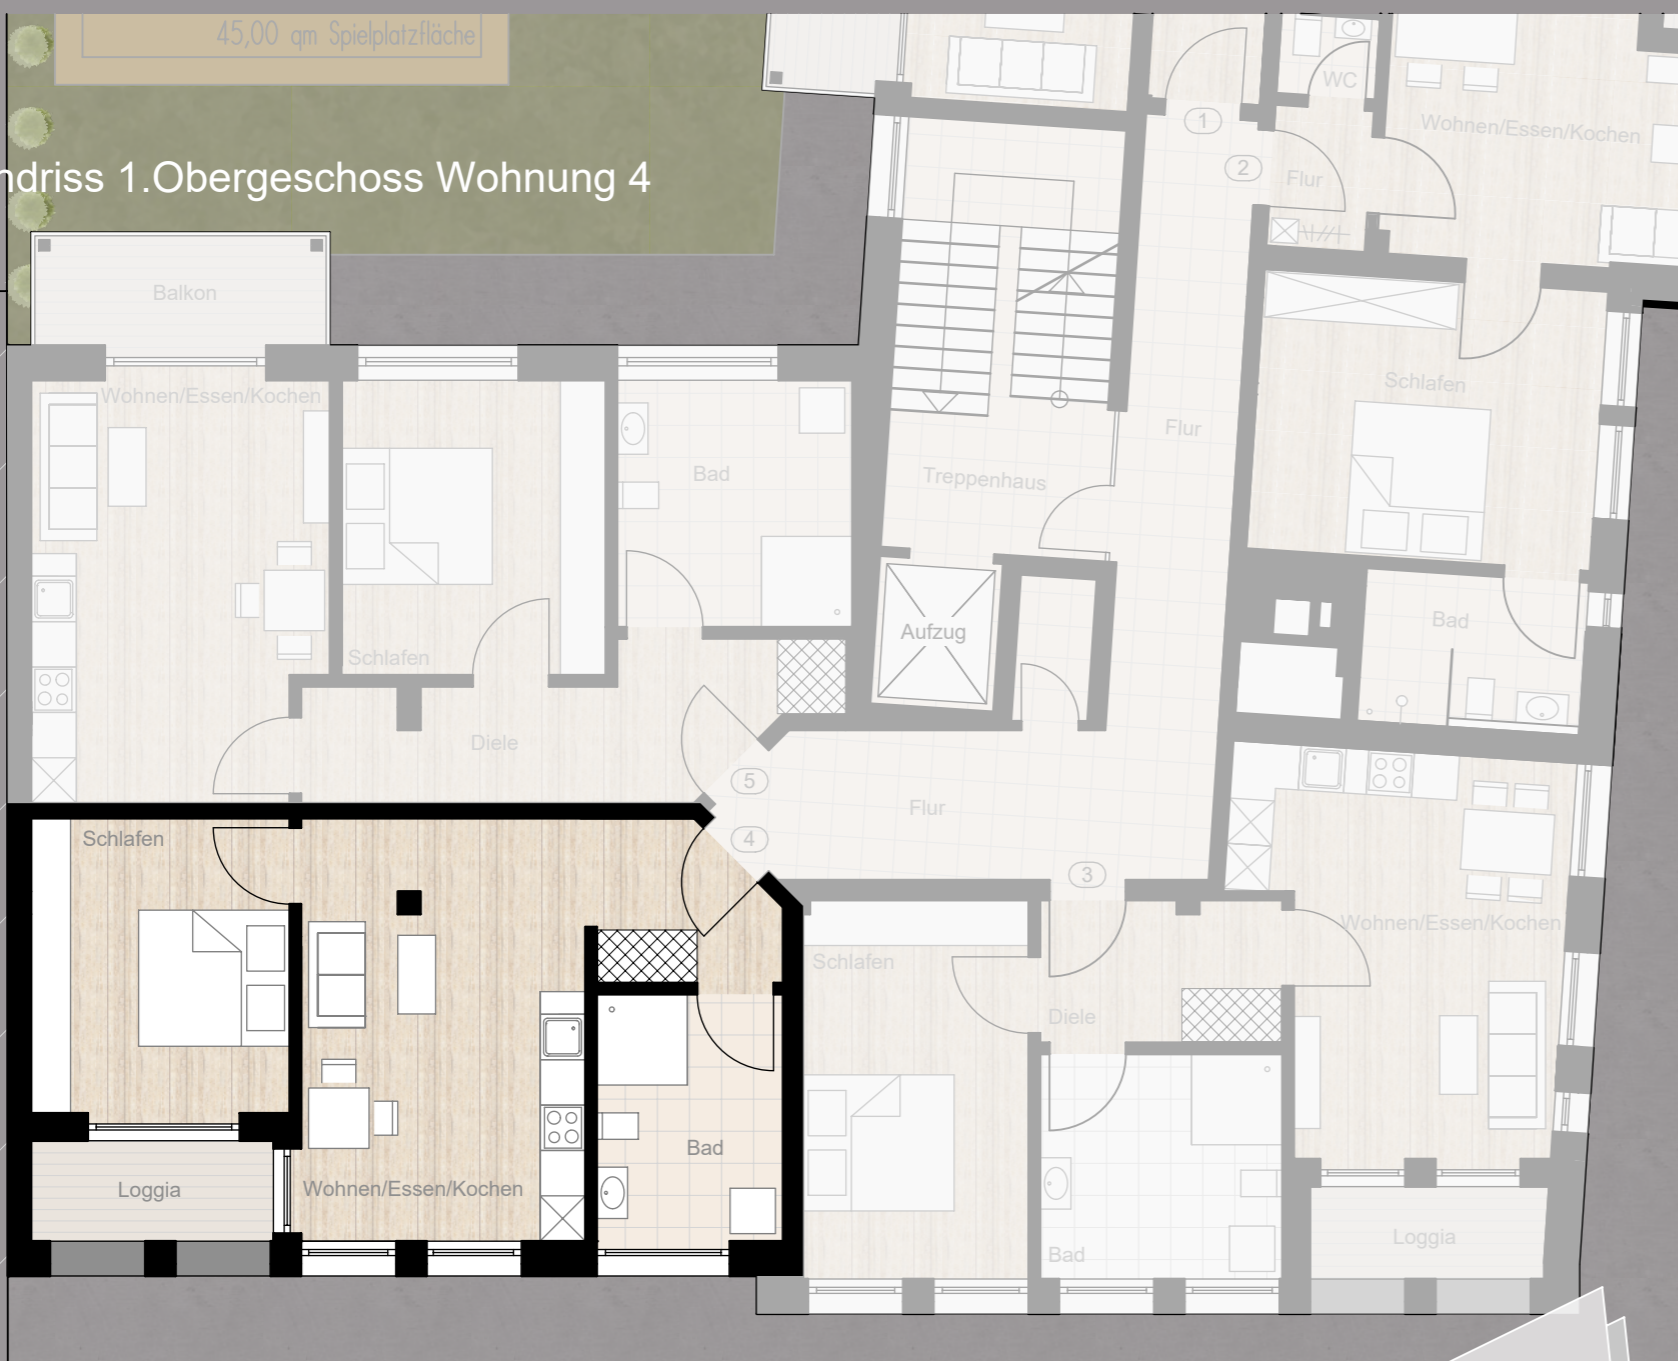 45,00 qm Spielplatzfläche
WC
Wohnen/Essen/Kochen
1
2
Flur
ndriss 1.Obergeschoss Wohnung 4
Balkon
Wohnen/Essen/Kochen
Schlafen
Flur
Bad
Treppenhaus
Aufzug
Bad
Schlafen
Diele
5
Flur
4
3
Schlafen
Wohnen/Essen/Kochen
Schlafen
Diele
Bad
Loggia
Wohnen/Essen/Kochen
Loggia
Bad